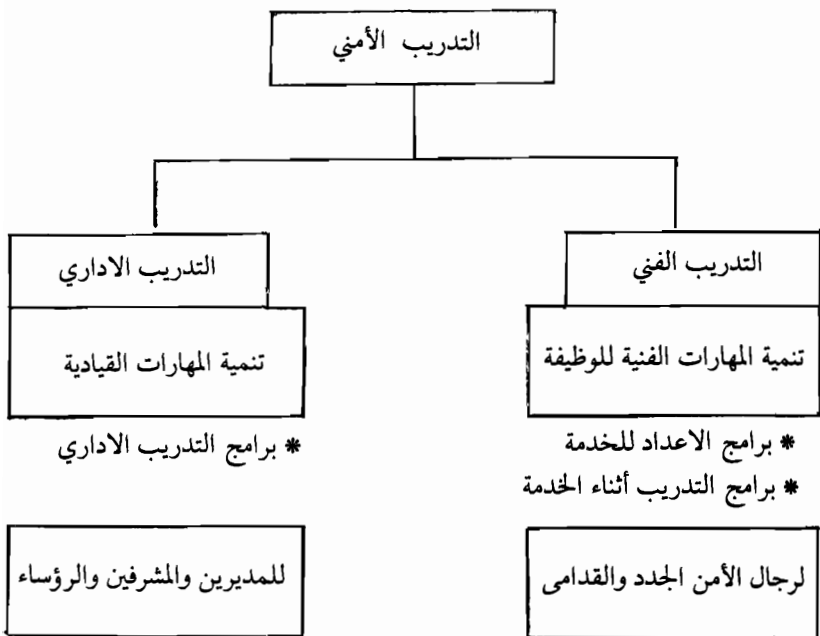 التدريب الأمني
التدريب الفني
تنمية المهارات الفنية للوظيفة
* برامج الاعداد للخدمة
* برامج التدريب أثناء الخدمة
لرجال الأمن الجدد والقدامى
التدريب الاداري
تنمية المهارات القيادية
* برامج التدريب الاداري
للمديرين والمشرفين والرؤساء